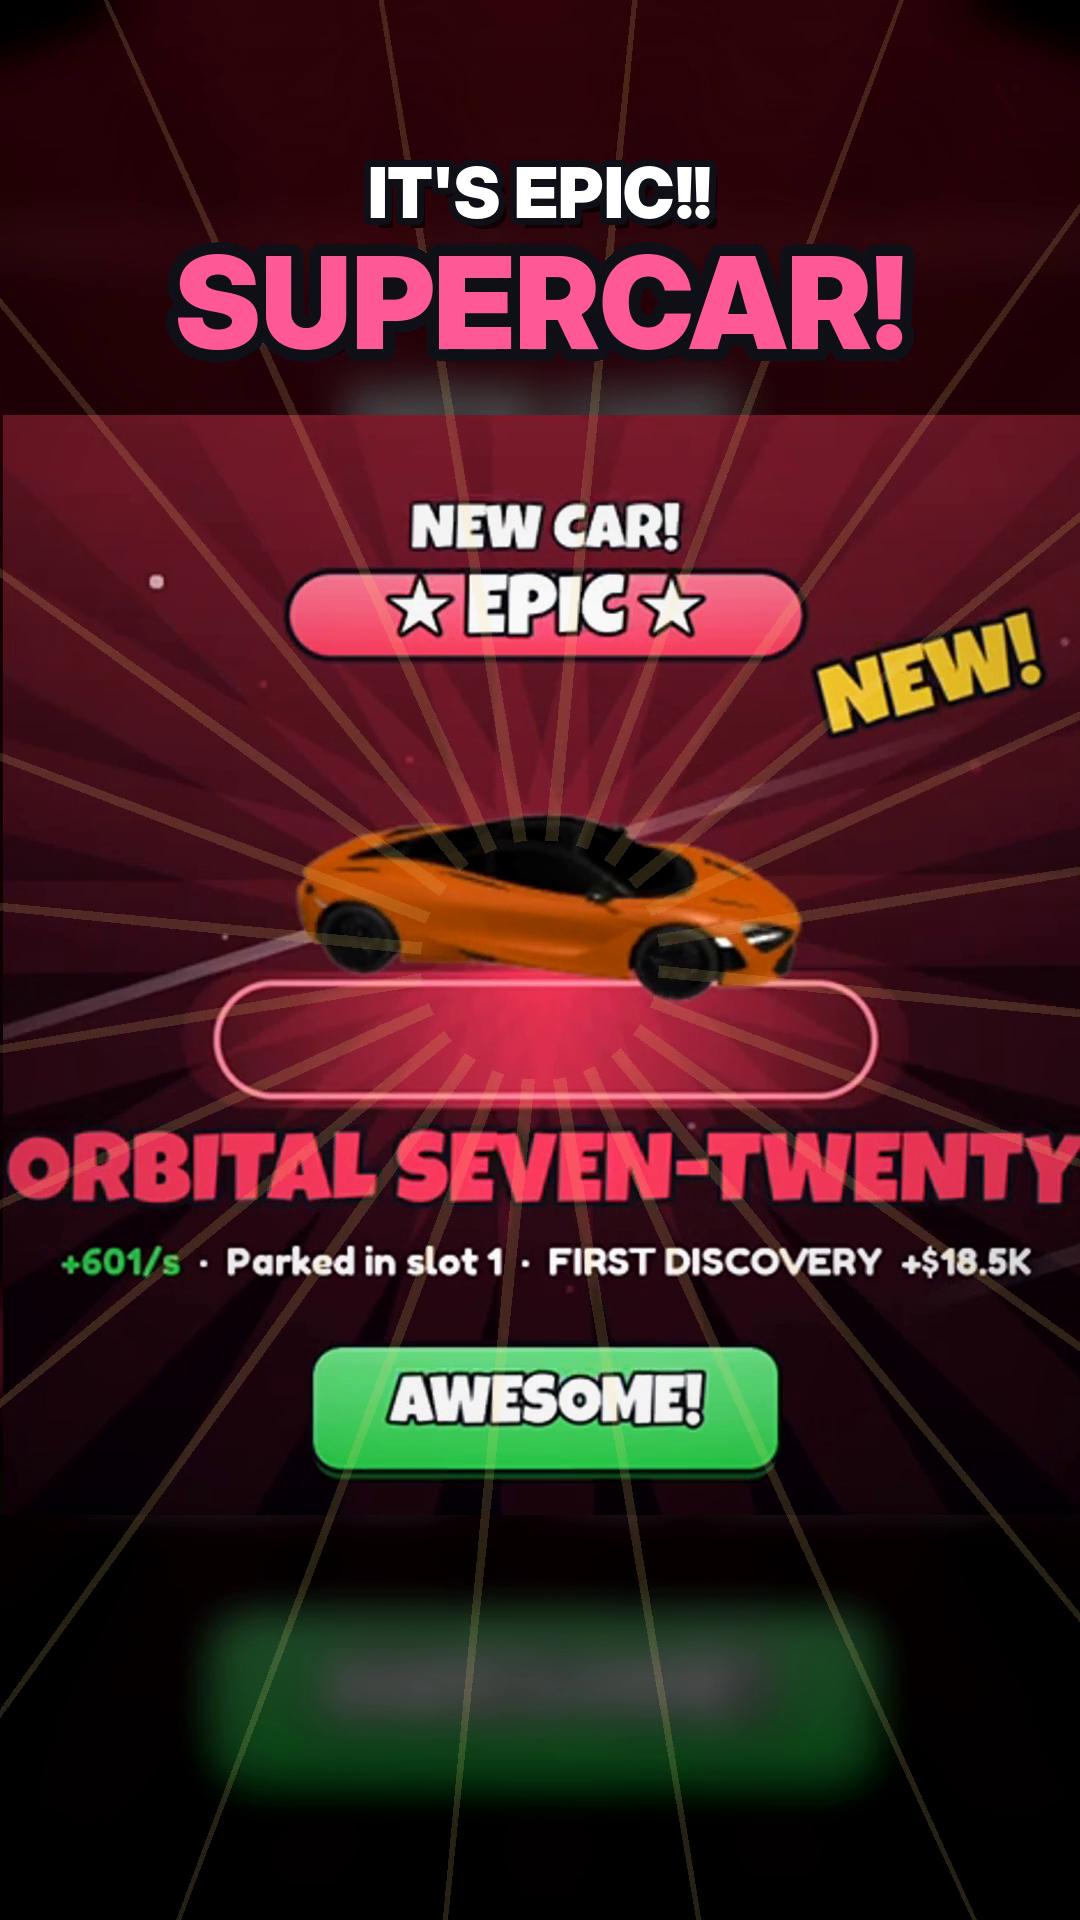 IT'S EPIC!!
SUPERCAR!
NEW CAR!
★ EPIC ★
NEW!
ORBITAL SEVEN-TWENTY
+601/s · Parked in slot 1 · FIRST DISCOVERY +$18.5K
AWESOME!